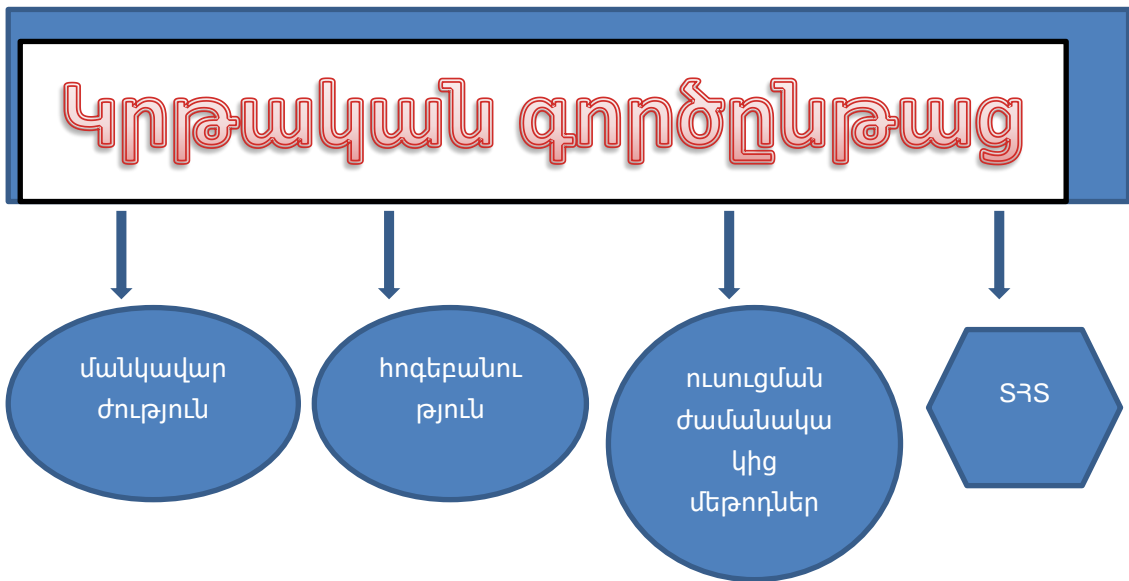 Կրթական գործընթաց
մանկավար
ժություն
հոգեբանու
թյուն
ուսուցման
ժամանակա
կից
մեթոդներ
ՏՀՏ